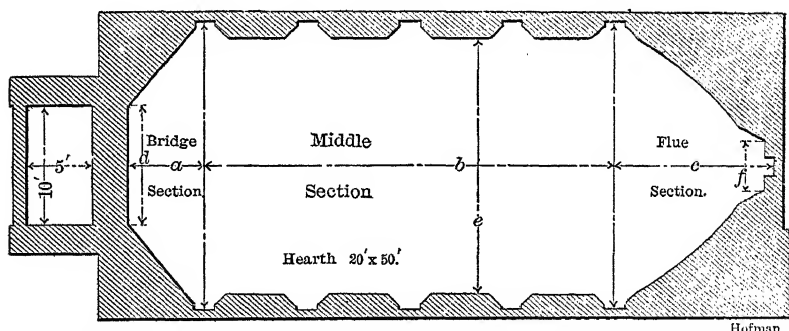 Bridge
Middle
Flue
5'
10'
d
a
b
c
f
Section
Section
Section.
e
Hearth 20' x 50.'
Hofman